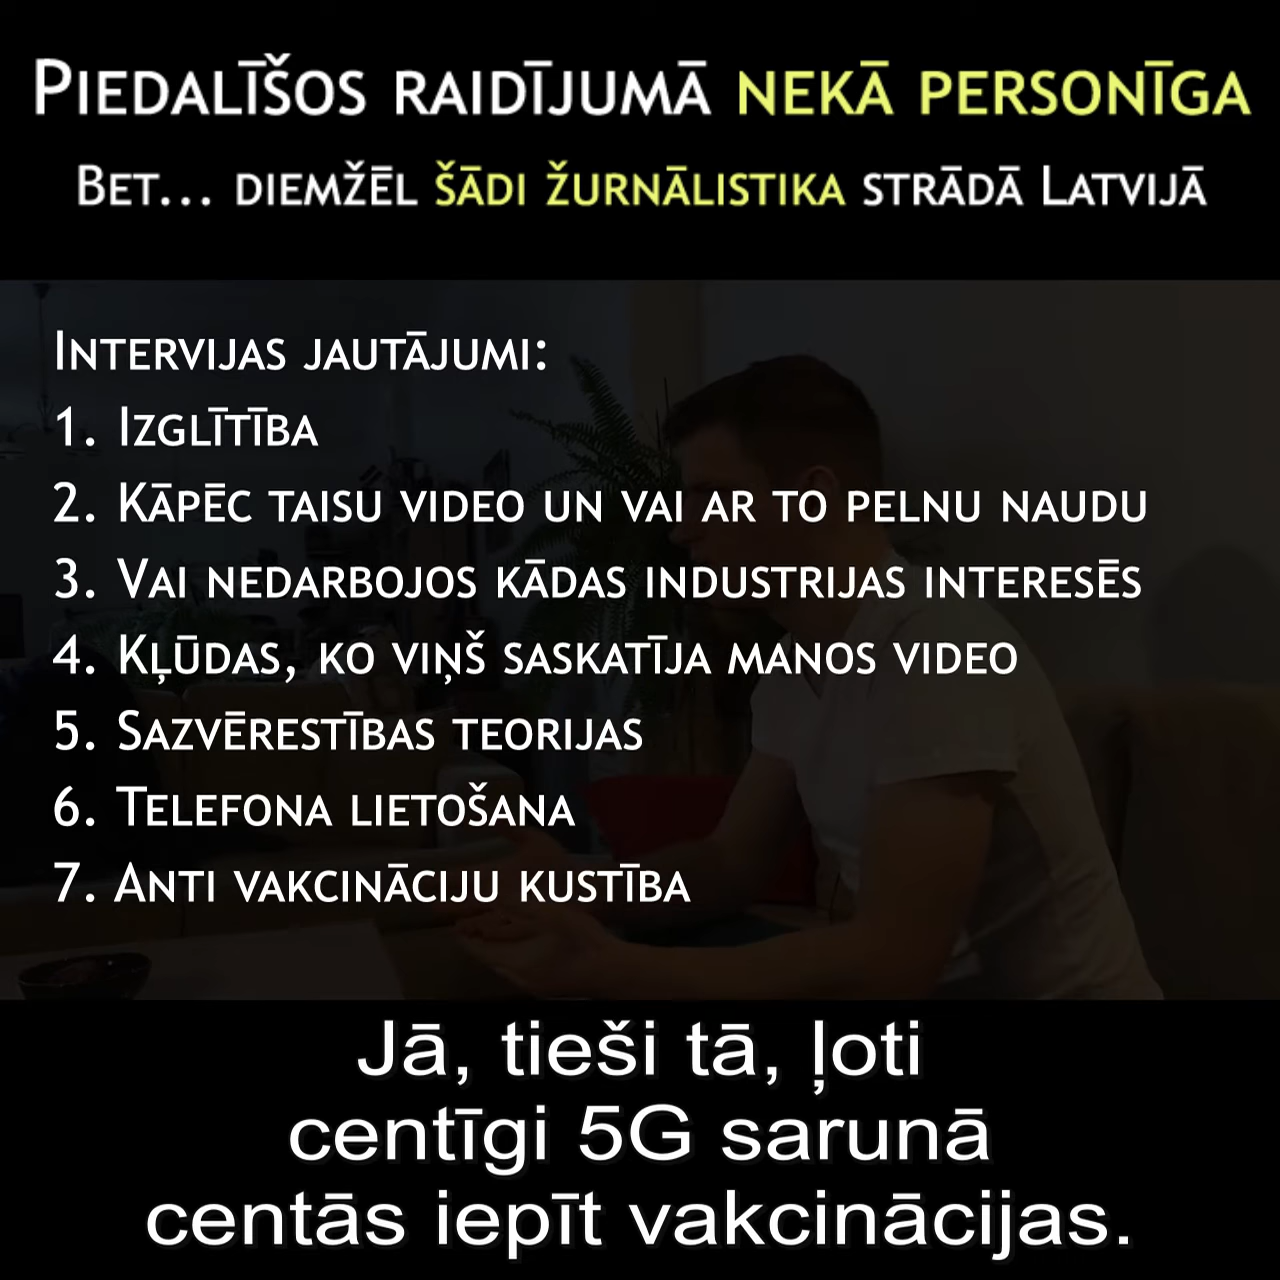 Piedalīšos raidījumā nekā personīga
Bet... diemžēl šādi žurnālistika strādā Latvijā
Intervijas jautājumi:
1. Izglītība
2. Kāpēc taisu video un vai ar to pelnu naudu
3. Vai nedarbojos kādas industrijas interesēs
4. Kļūdas, ko viņš saskatīja manos video
5. Sazvērestības teorijas
6. Telefona lietošana
7. Anti vakcināciju kustība
Jā, tieši tā, ļoti
centīgi 5G sarunā
centās iepīt vakcinācijas.